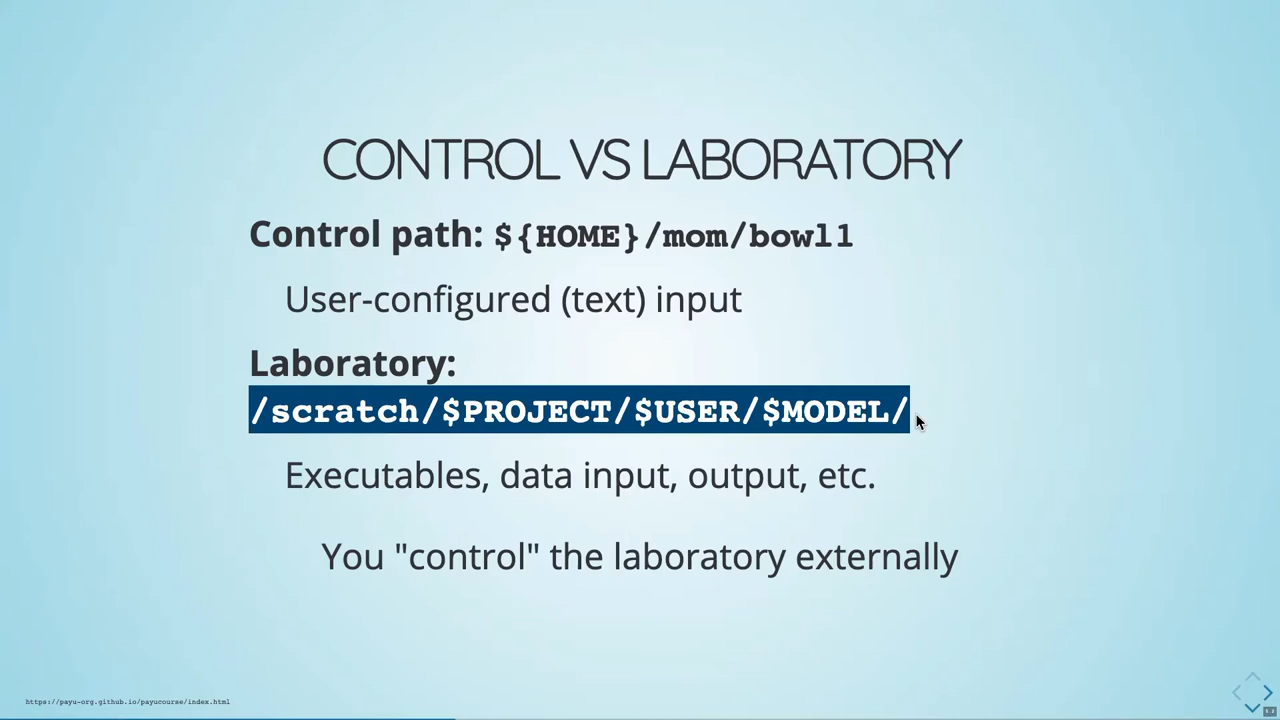 CONTROL VS LABORATORY
Control path: ${HOME}/mom/bowl1
User-configured (text) input
Laboratory:
/scratch/$PROJECT/$USER/$MODEL/
Executables, data input, output, etc.
You "control" the laboratory externally
https://payu-org.github.io/payucourse/index.html